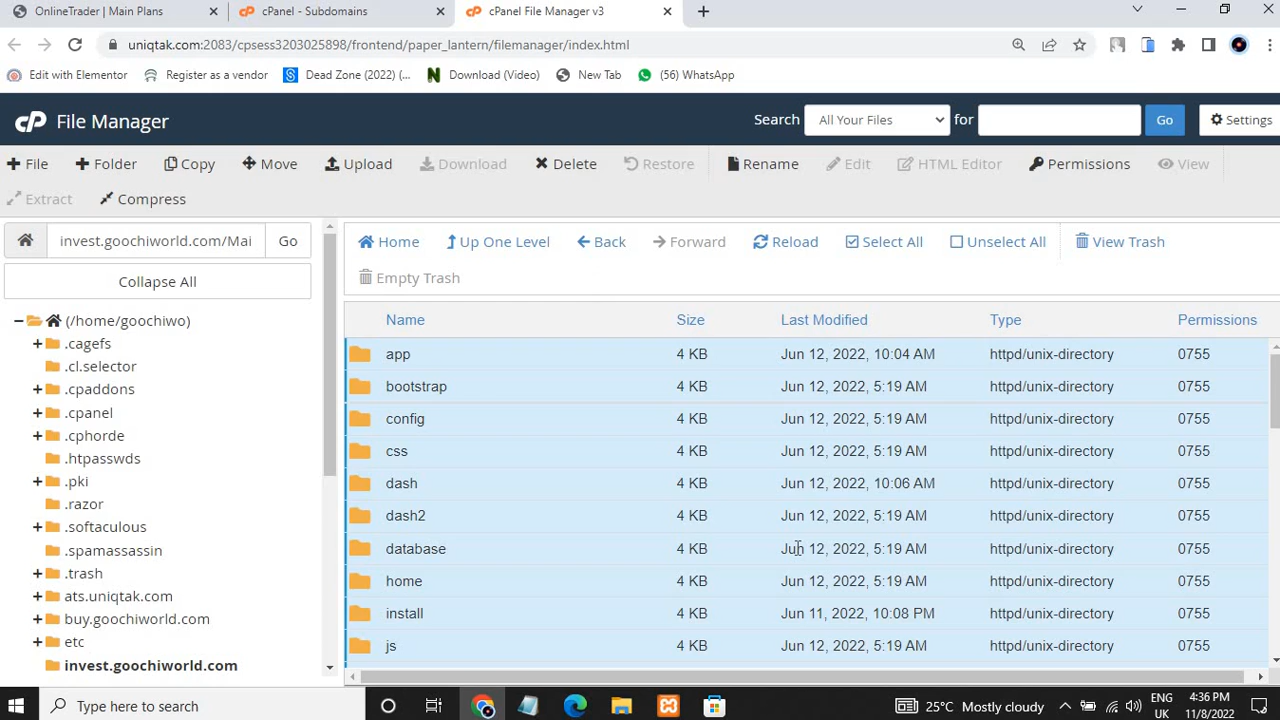 OnlineTrader | Main Plans
cPanel - Subdomains
cPanel File Manager v3
uniqtak.com:2083/cpsess3203025898/frontend/paper_lantern/filemanager/index.html
Edit with Elementor
Register as a vendor
Dead Zone (2022) (...
Download (Video)
New Tab
(56) WhatsApp
cP File Manager
Search All Your Files for Go Settings
File Folder Copy Move Upload Download Delete Restore Rename Edit HTML Editor Permissions View
Extract Compress
invest.goochiworld.com/Mai Go
Home Up One Level Back Forward Reload Select All Unselect All View Trash
Collapse All
Empty Trash
(/home/goochiwo)
.cagefs
.cl.selector
.cpaddons
.cpanel
.cphorde
.htpasswds
.pki
.razor
.softaculous
.spamassassin
.trash
ats.uniqtak.com
buy.goochiworld.com
etc
invest.goochiworld.com
Name Size Last Modified Type Permissions
app 4 KB Jun 12, 2022, 10:04 AM httpd/unix-directory 0755
bootstrap 4 KB Jun 12, 2022, 5:19 AM httpd/unix-directory 0755
config 4 KB Jun 12, 2022, 5:19 AM httpd/unix-directory 0755
css 4 KB Jun 12, 2022, 5:19 AM httpd/unix-directory 0755
dash 4 KB Jun 12, 2022, 10:06 AM httpd/unix-directory 0755
dash2 4 KB Jun 12, 2022, 5:19 AM httpd/unix-directory 0755
database 4 KB Jun 12, 2022, 5:19 AM httpd/unix-directory 0755
home 4 KB Jun 12, 2022, 5:19 AM httpd/unix-directory 0755
install 4 KB Jun 11, 2022, 10:08 PM httpd/unix-directory 0755
js 4 KB Jun 12, 2022, 5:19 AM httpd/unix-directory 0755
Type here to search
25°C Mostly cloudy
ENG
UK
4:36 PM
11/8/2022